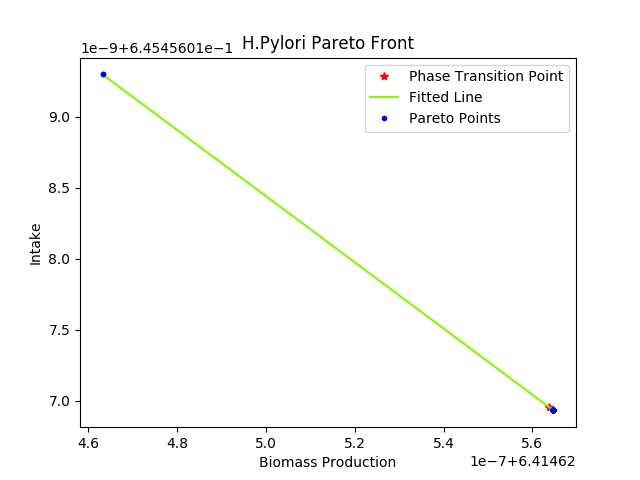 H.Pylori Pareto Front
1e−9+6.4545601e−1
Phase Transition Point
Fitted Line
Pareto Points
9.0
8.5
8.0
7.5
7.0
Intake
4.6 4.8 5.0 5.2 5.4 5.6
Biomass Production
1e−7+6.41462